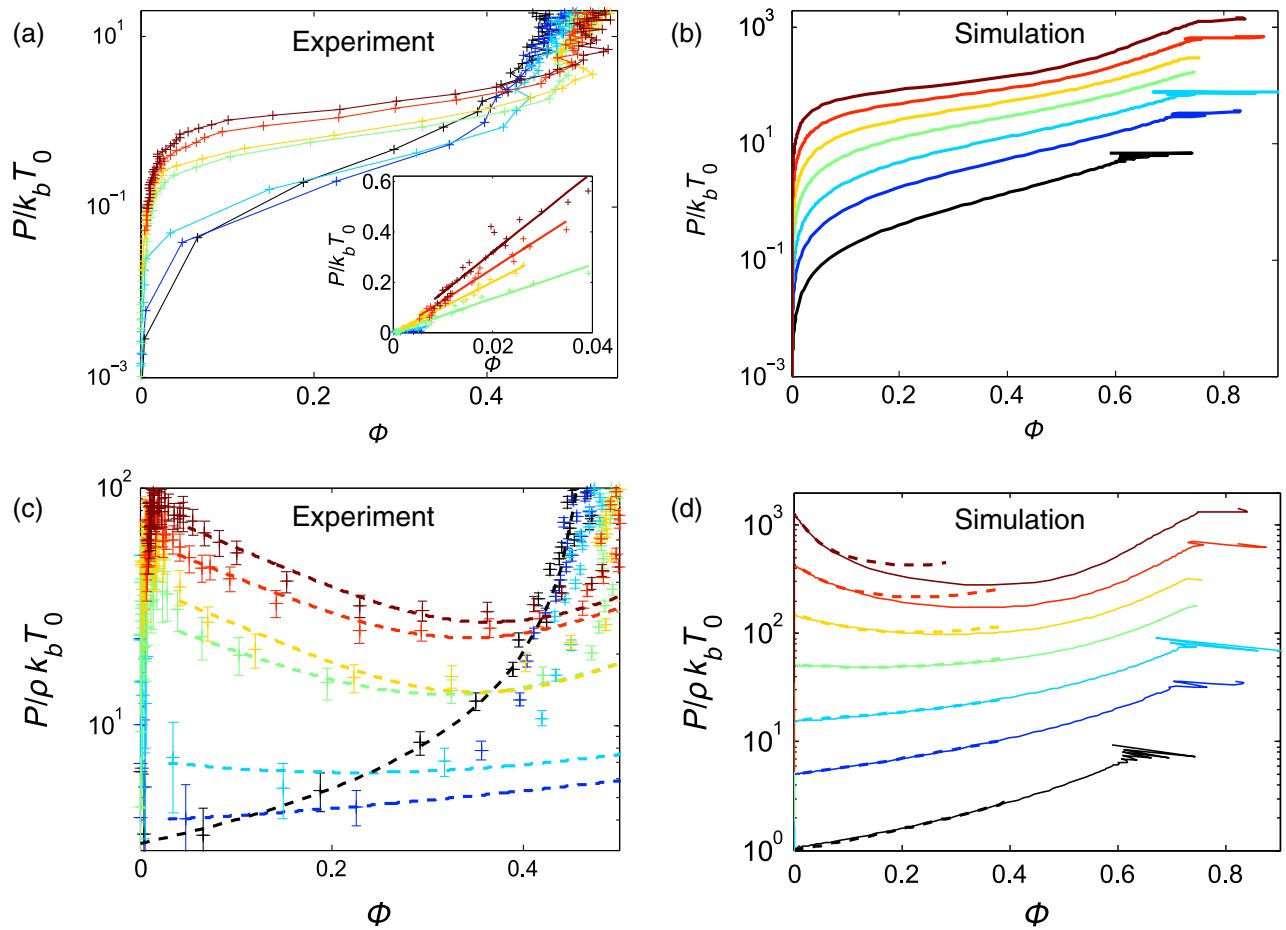 (a)
Experiment
P/k_bT_0
10^1
10^{-1}
10^{-3}
0
0.2
0.4
Φ
P/k_bT_0
0.6
0.4
0.2
0
0.02
0.04
Φ
(b)
Simulation
P/k_bT_0
10^3
10^1
10^{-1}
10^{-3}
0
0.2
0.4
0.6
0.8
Φ
(c)
Experiment
P/ρ k_bT_0
10^2
10^1
0
0.2
0.4
Φ
(d)
Simulation
P/ρ k_bT_0
10^3
10^2
10^1
10^0
0
0.2
0.4
0.6
0.8
Φ